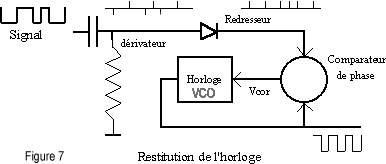 Redresseur
Signal
dérivateur
Comparateur
de phase
Horloge
VCO
Vcor
Figure 7
Restitution de l'horloge